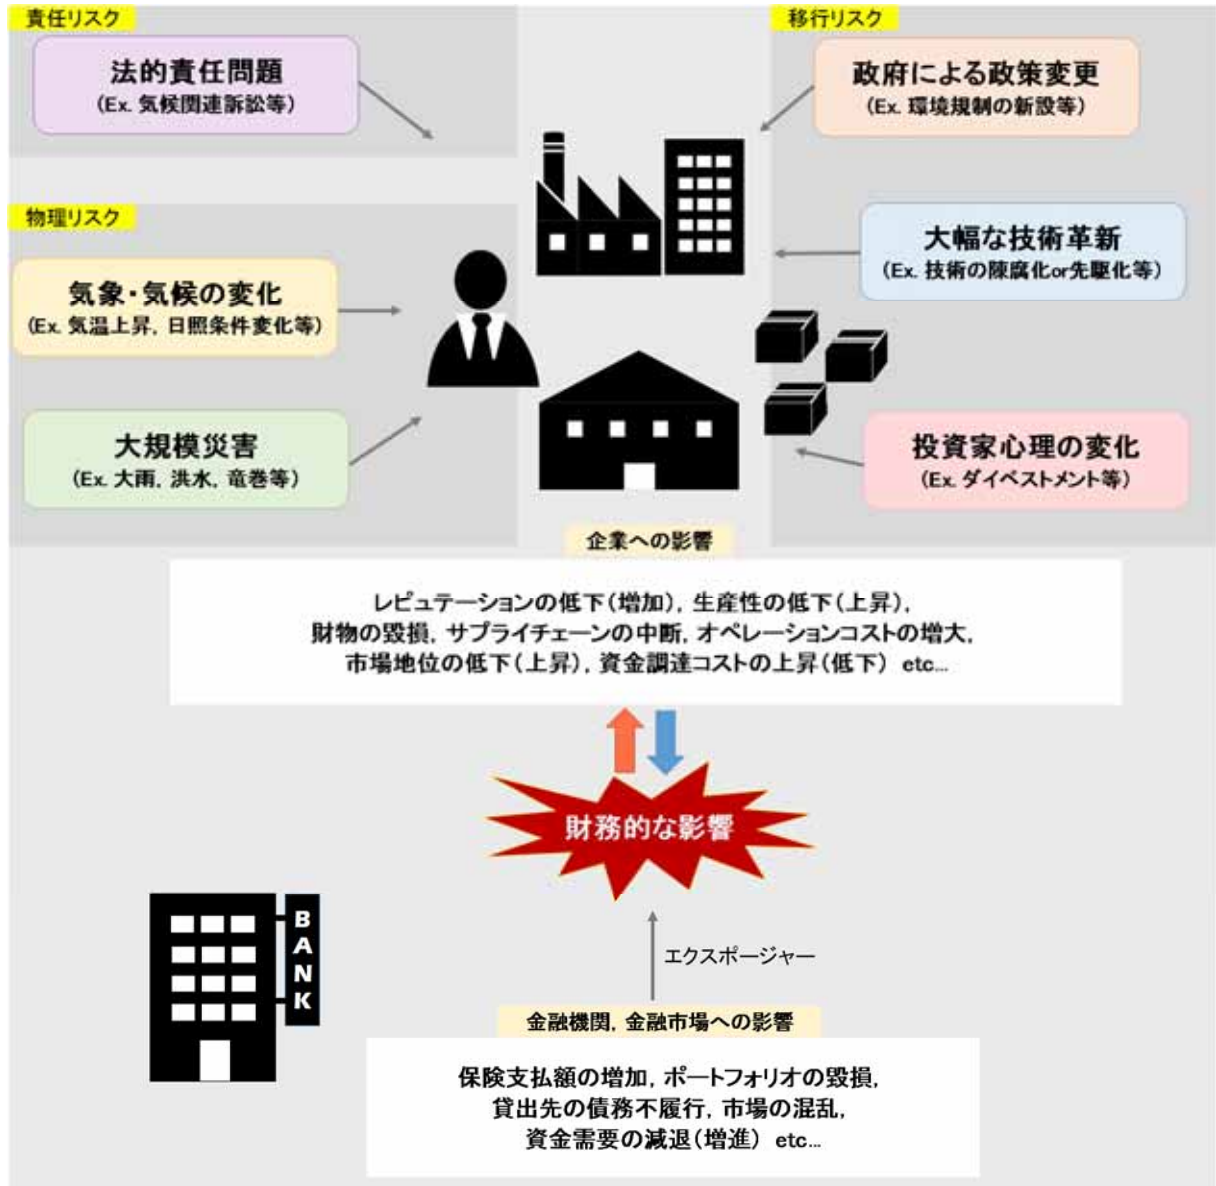 責任リスク
法的責任問題
(Ex. 気候関連訴訟等)
物理リスク
気象・気候の変化
(Ex. 気温上昇, 日照条件変化等)
大規模災害
(Ex. 大雨, 洪水, 竜巻等)
移行リスク
政府による政策変更
(Ex. 環境規制の新設等)
大幅な技術革新
(Ex. 技術の陳腐化or先駆化等)
投資家心理の変化
(Ex. ダイベストメント等)
企業への影響
レピュテーションの低下(増加), 生産性の低下(上昇),
財物の毀損, サプライチェーンの中断, オペレーションコストの増大,
市場地位の低下(上昇), 資金調達コストの上昇(低下) etc...
財務的な影響
BANK
エクスポージャー
金融機関, 金融市場への影響
保険支払額の増加, ポートフォリオの毀損,
貸出先の債務不履行, 市場の混乱,
資金需要の減退(増進) etc...